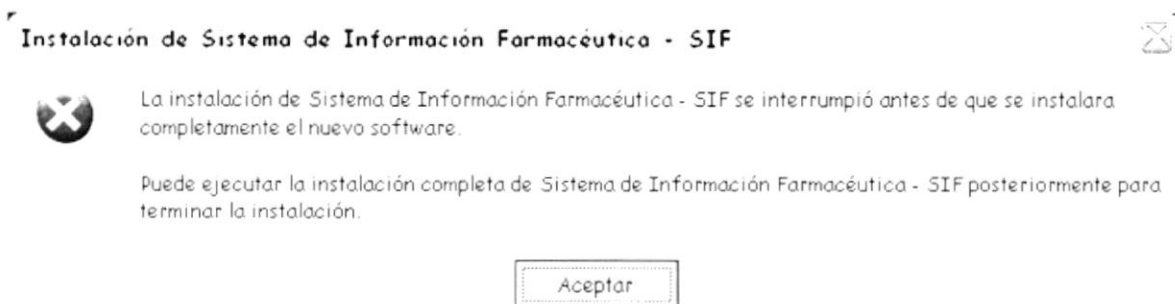 Instalación de Sistema de Información Farmacéutica - SIF
La instalación de Sistema de Información Farmacéutica - SIF se interrumpió antes de que se instalara
completamente el nuevo software.
Puede ejecutar la instalación completa de Sistema de Información Farmacéutica - SIF posteriormente para
terminar la instalación.
Aceptar